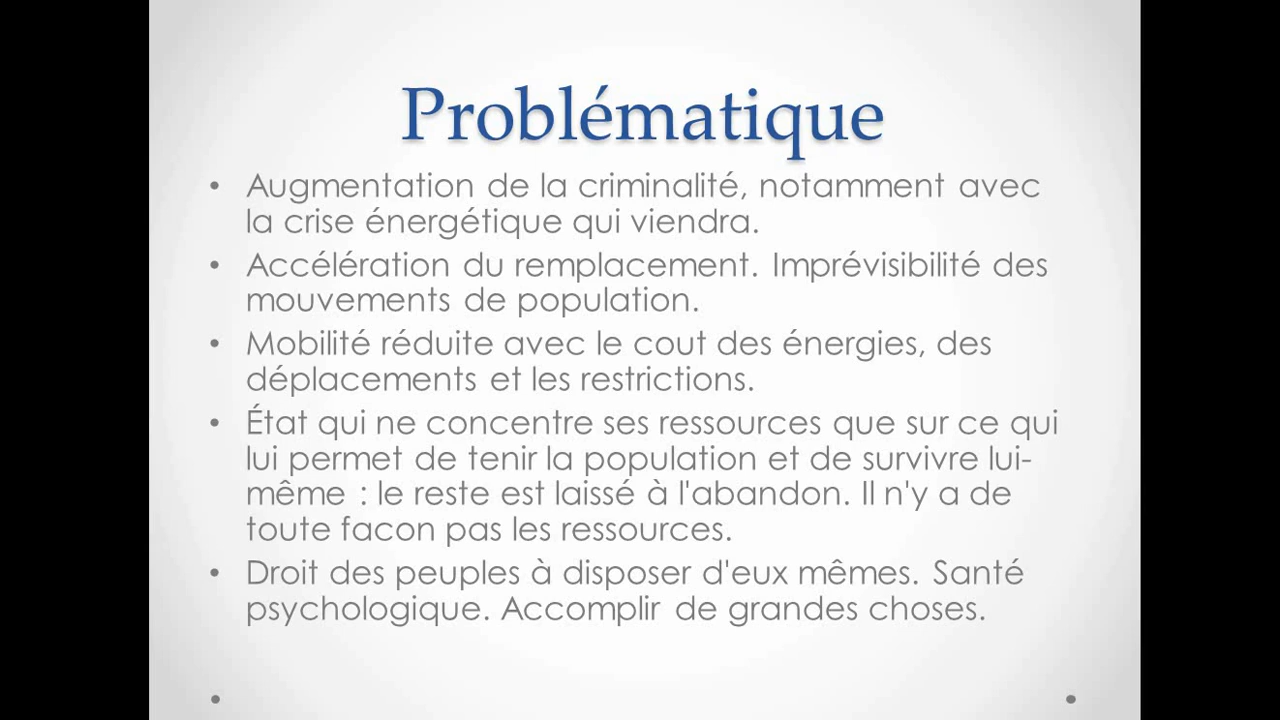 Problématique
• Augmentation de la criminalité, notamment avec
la crise énergétique qui viendra.
• Accélération du remplacement. Imprévisibilité des
mouvements de population.
• Mobilité réduite avec le cout des énergies, des
déplacements et les restrictions.
• État qui ne concentre ses ressources que sur ce qui
lui permet de tenir la population et de survivre lui-
même : le reste est laissé à l'abandon. Il n'y a de
toute facon pas les ressources.
• Droit des peuples à disposer d'eux mêmes. Santé
psychologique. Accomplir de grandes choses.